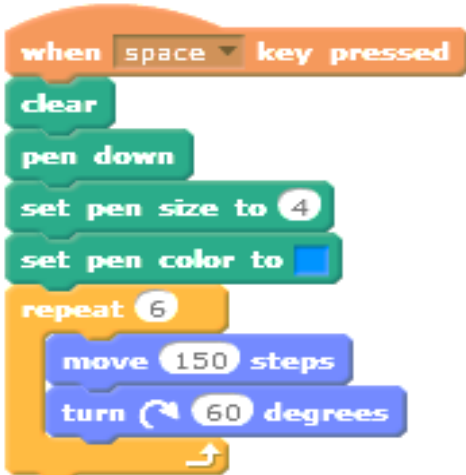 when space key pressed
clear
pen down
set pen size to 4
set pen color to
repeat 6
move 150 steps
turn 60 degrees